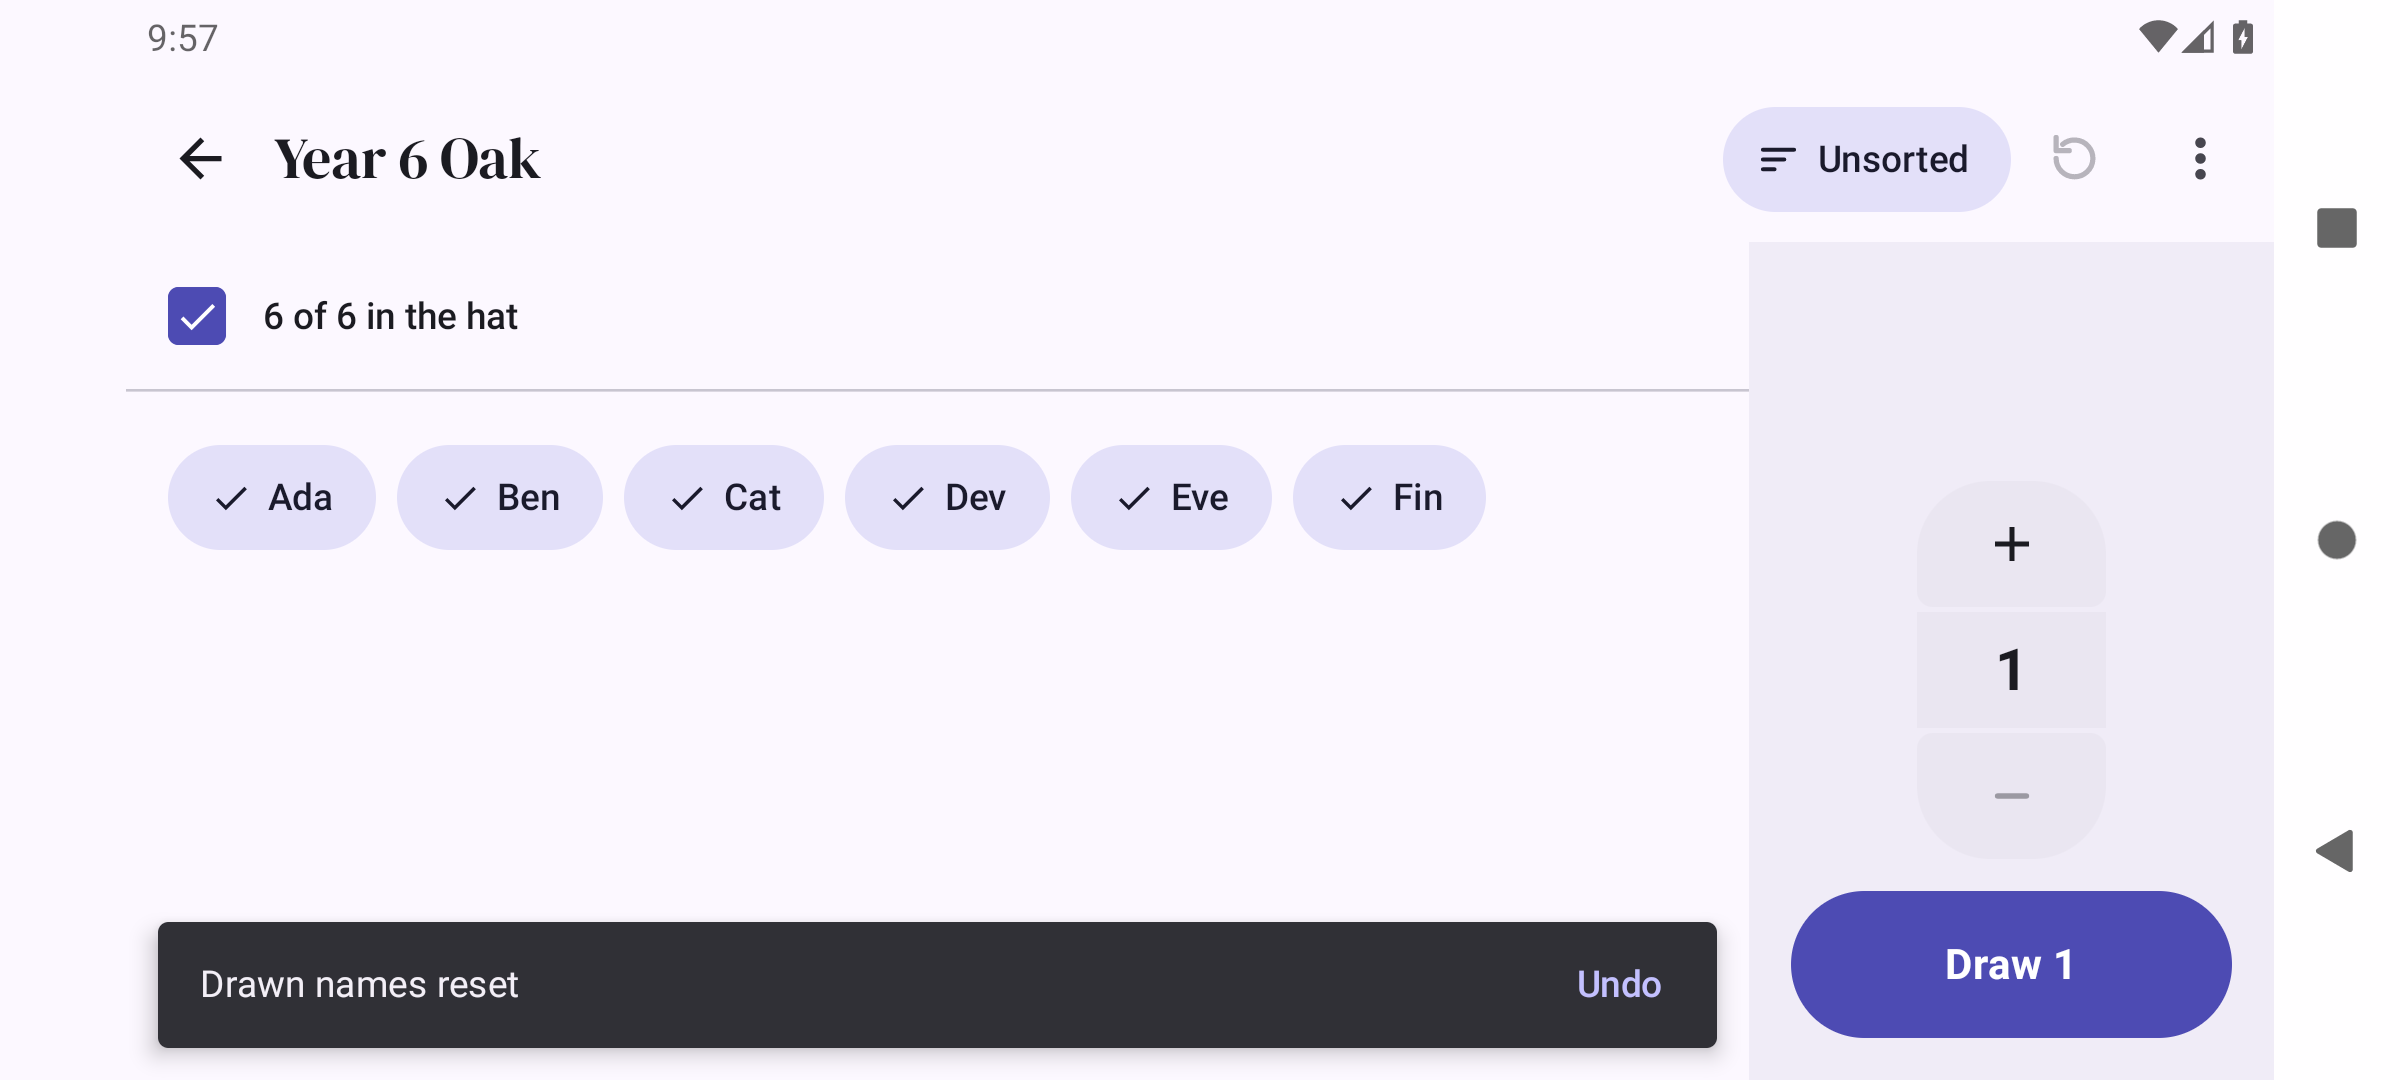 9:57
Year 6 Oak
Unsorted
6 of 6 in the hat
Ada
Ben
Cat
Dev
Eve
Fin
1
Draw 1
Drawn names reset
Undo